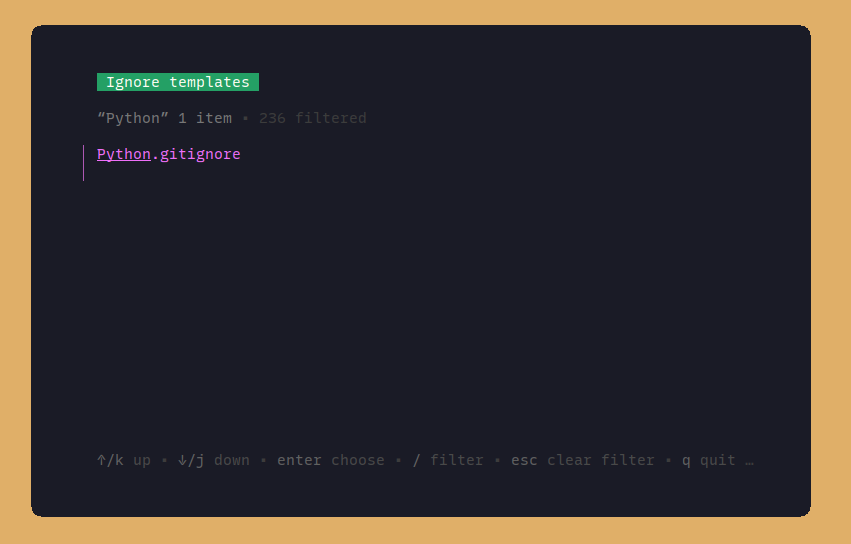 Ignore templates
“Python” 1 item • 236 filtered
Python.gitignore
↑/k up • ↓/j down • enter choose • / filter • esc clear filter • q quit …